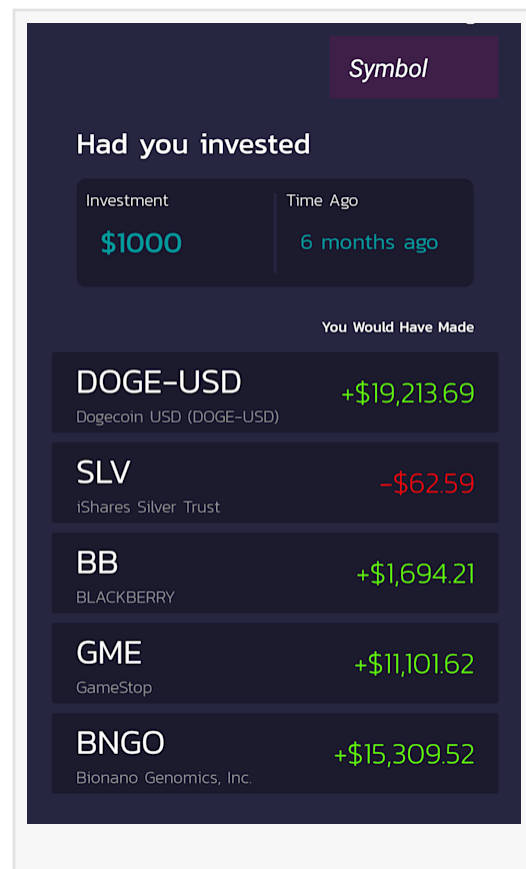 Symbol
Had you invested
Investment
Time Ago
$1000
6 months ago
You Would Have Made
DOGE-USD
+$19,213.69
Dogecoin USD (DOGE-USD)
SLV
-$62.59
iShares Silver Trust
BB
+$1,694.21
BLACKBERRY
GME
+$11,101.62
GameStop
BNGO
+$15,309.52
Bionano Genomics, Inc.